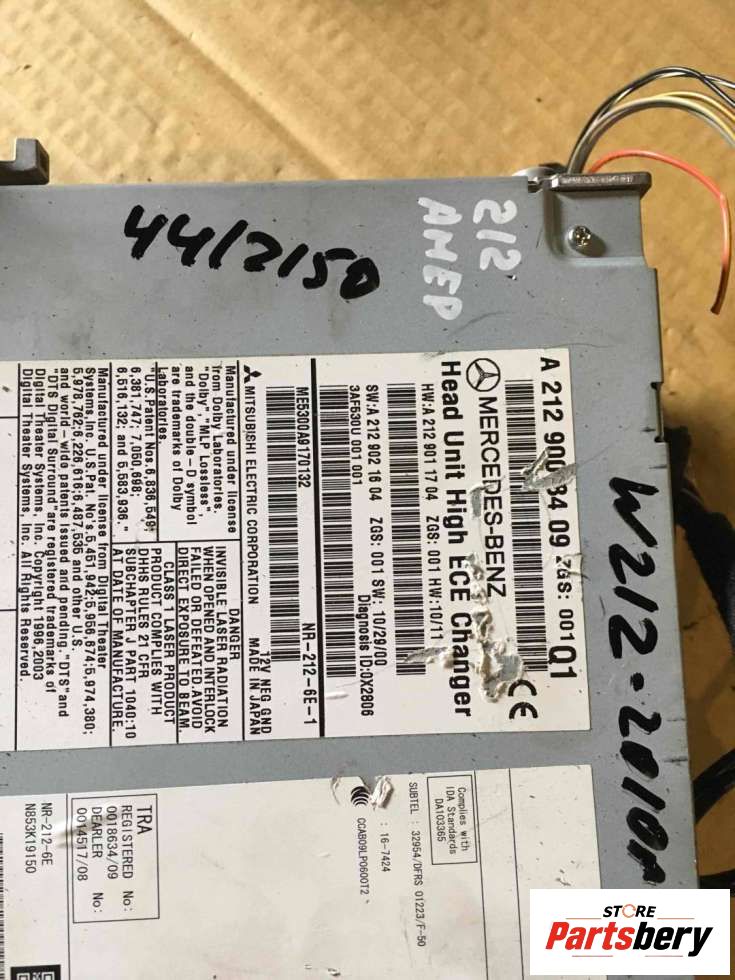 44/2/50
212
AMEP
W212-2010A
A 212 900 84 09 ZGS: 001 Q1
MERCEDES-BENZ
CE
Head Unit High ECE Changer
HW:A 212 901 17 04 ZGS: 001 HW:10/11
SW:A 212 902 16 04 ZGS: 001 SW: 10/29/00
3AF530U 001 001
Diagnosis ID:0X2806
ME5300A9170132
NR-212-6E-1
MITSUBISHI ELECTRIC CORPORATION
12V NEG GND
MADE IN JAPAN
Manufactured under license
from Dolby Laboratories.
"Dolby","MLP Lossless",
and the double-D symbol
are trademarks of Dolby
Laboratories.
"U.S.Patent Nos.6,836,549;
6,381,747; 7,060,698;
6,516,132; and 5,583,936."
DANGER
INVISIBLE LASER RADIATION
WHEN OPENED AND INTERLOCK
FAILED OR DEFEATED. AVOID
DIRECT EXPOSURE TO BEAM.
CLASS 1 LASER PRODUCT
PRODUCT COMPLIES WITH
DHHS RULES 21 CFR
SUBCHAPTER J PART 1040:10
AT DATE OF MANUFACTURE.
Manufactured under license from Digital Theater
Systems,Inc. U.S.Pat. No's.5,451,942;5,956,674;5,974,380;
5,978,762;6,226,616;6,487,535 and other U.S.
and world-wide patents issued and pending. "DTS"and
"DTS Digital Surround"are registered trademarks of
Digital Theater Systems, Inc. Copyright 1996,2003
Digital Theater Systems, Inc. All Rights Reserved.
Complies with
IDA Standards
DA103365
SUBTEL : 32954/DFRS 01223/F-50
: 16-7424
CCAB09LP0600T2
TRA
REGISTERED No:
0018634/09
DEARLER No:
0014517/08
NR-212-6E
N853K19150
STORE
Partsbery